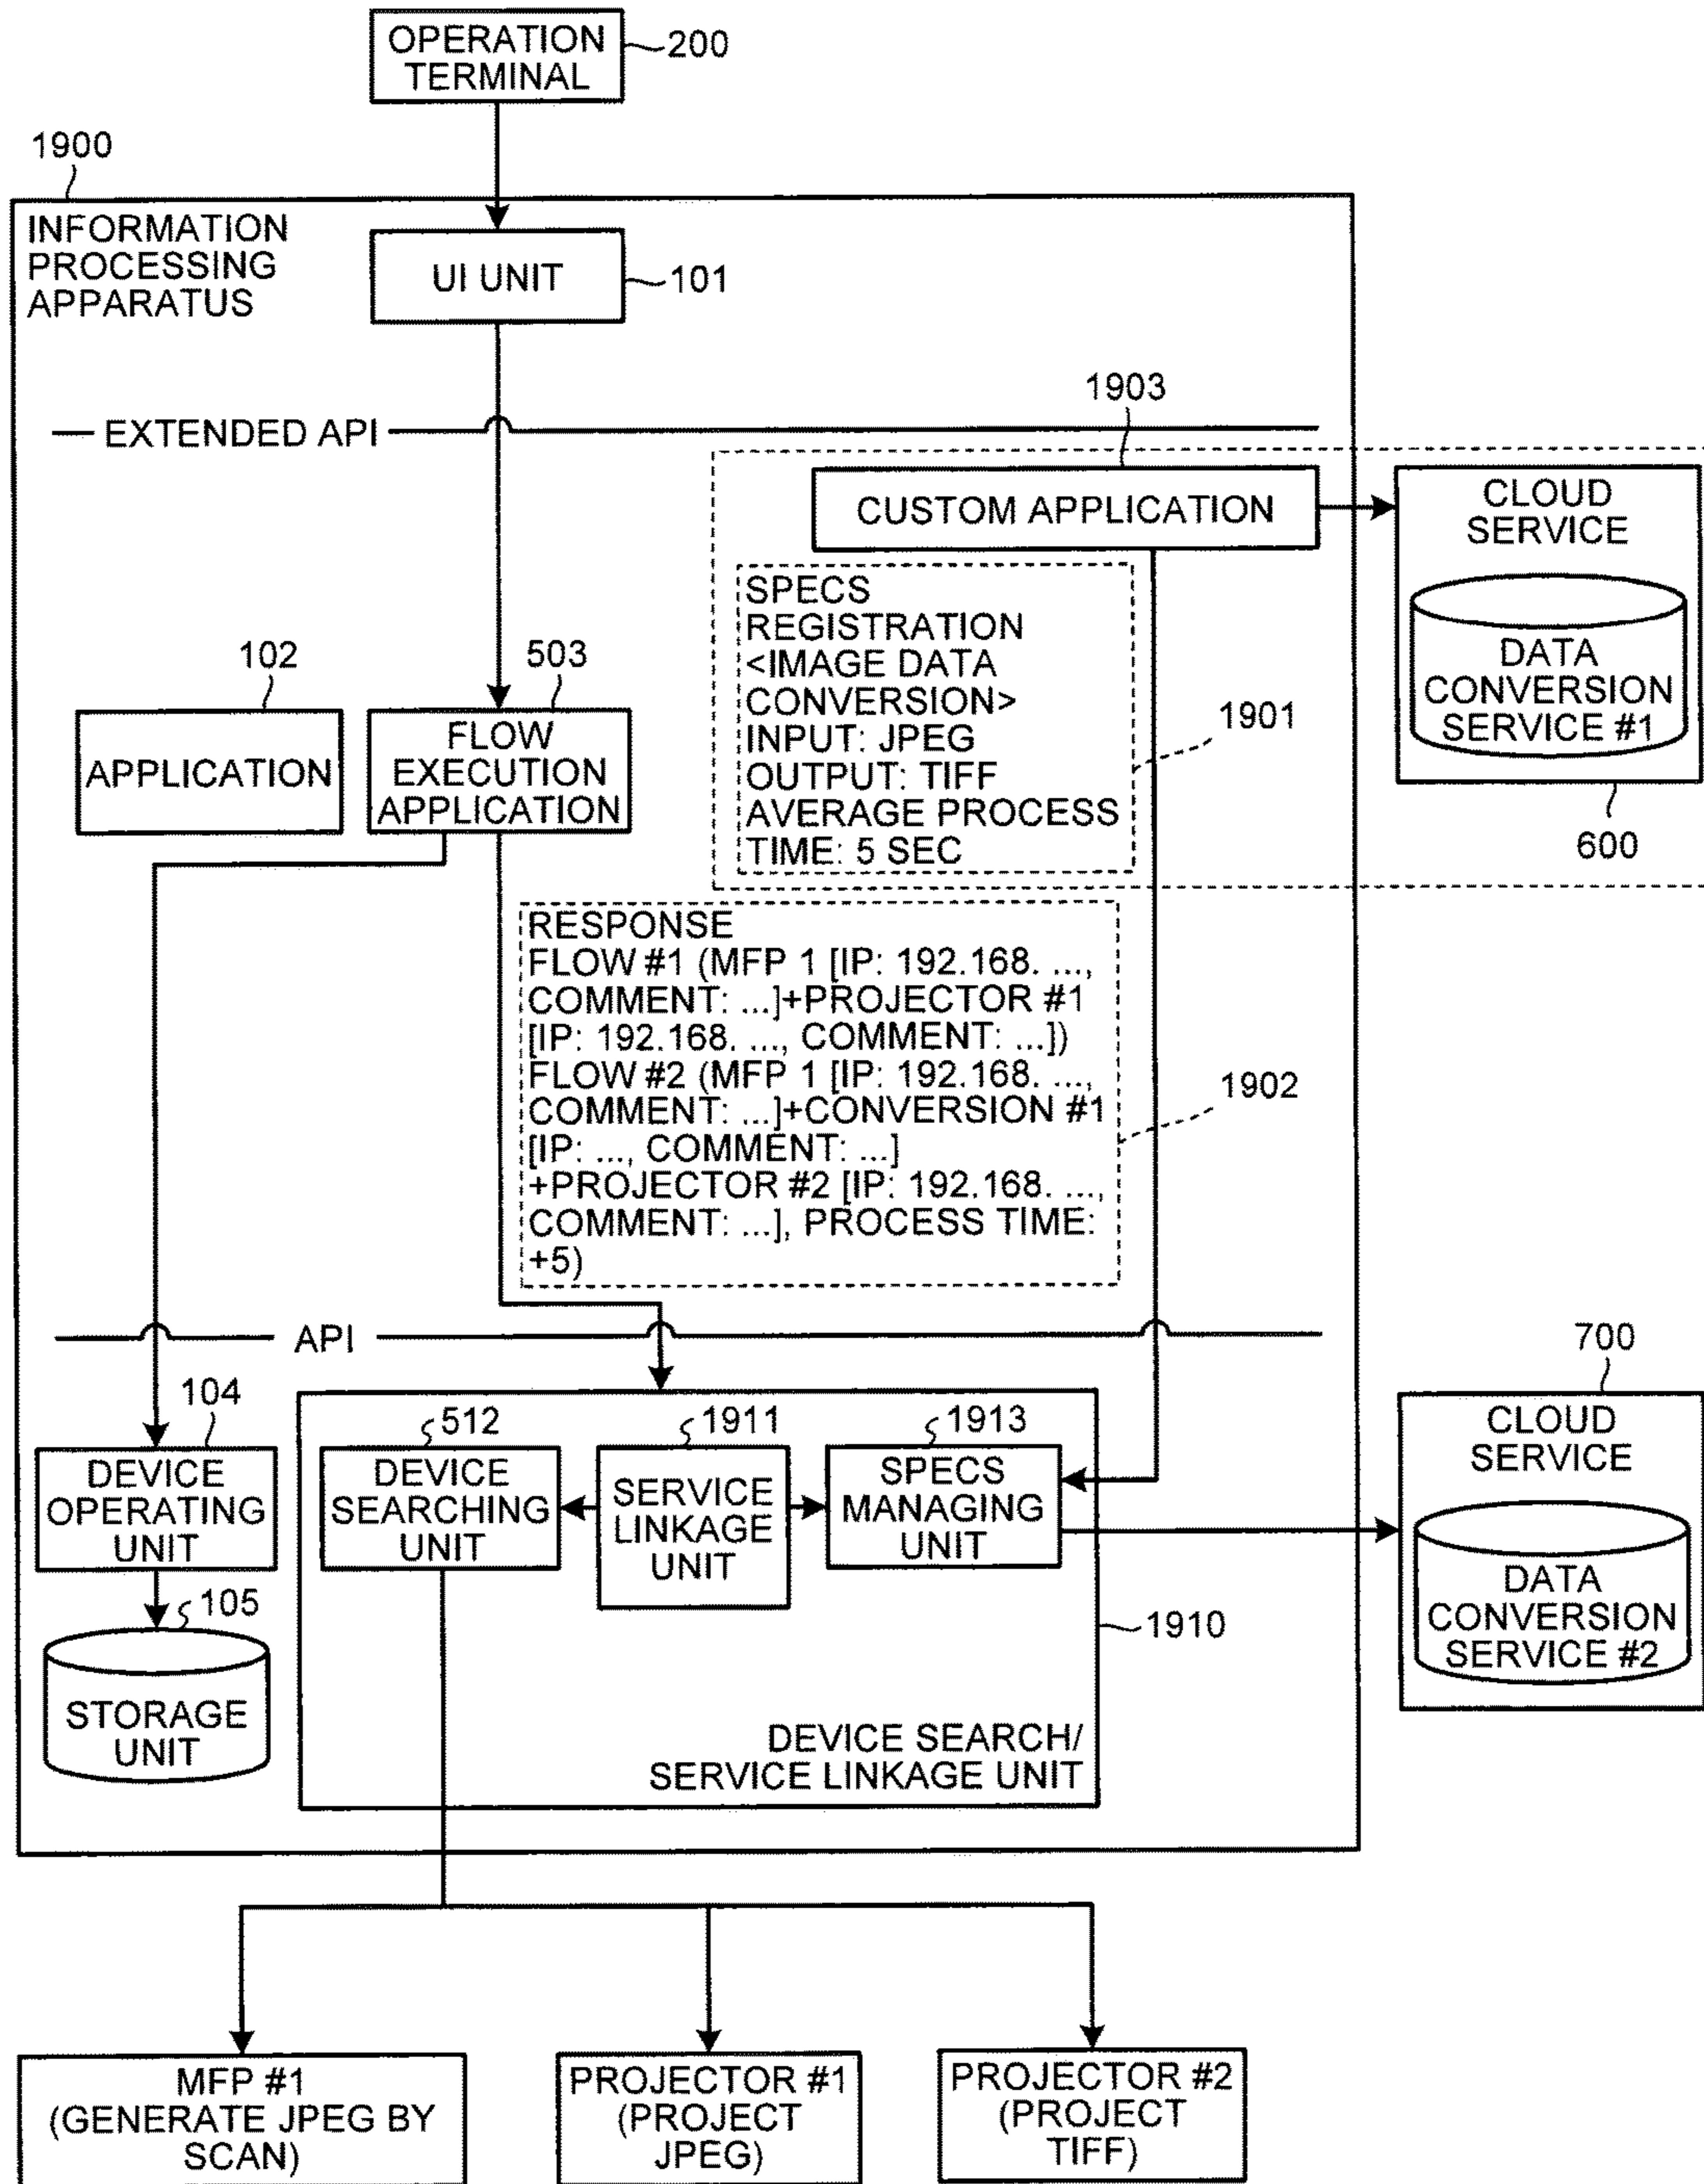 OPERATION
TERMINAL
200
1900
INFORMATION
PROCESSING
APPARATUS
UI UNIT
101
EXTENDED API
1903
CUSTOM APPLICATION
CLOUD
SERVICE
DATA
CONVERSION
SERVICE #1
600
SPECS
REGISTRATION
<IMAGE DATA
CONVERSION>
INPUT: JPEG
OUTPUT: TIFF
AVERAGE PROCESS
TIME: 5 SEC
1901
102
APPLICATION
503
FLOW
EXECUTION
APPLICATION
RESPONSE
FLOW #1 (MFP 1 [IP: 192.168. ...,
COMMENT: ...]+PROJECTOR #1
[IP: 192.168. ..., COMMENT: ...])
FLOW #2 (MFP 1 [IP: 192.168. ...,
COMMENT: ...]+CONVERSION #1
[IP: ..., COMMENT: ...]
+PROJECTOR #2 [IP: 192.168. ...,
COMMENT: ...], PROCESS TIME:
+5)
1902
API
104
DEVICE
OPERATING
UNIT
105
STORAGE
UNIT
512
DEVICE
SEARCHING
UNIT
1911
SERVICE
LINKAGE
UNIT
1913
SPECS
MANAGING
UNIT
1910
DEVICE SEARCH/
SERVICE LINKAGE UNIT
700
CLOUD
SERVICE
DATA
CONVERSION
SERVICE #2
MFP #1
(GENERATE JPEG BY
SCAN)
PROJECTOR #1
(PROJECT
JPEG)
PROJECTOR #2
(PROJECT
TIFF)